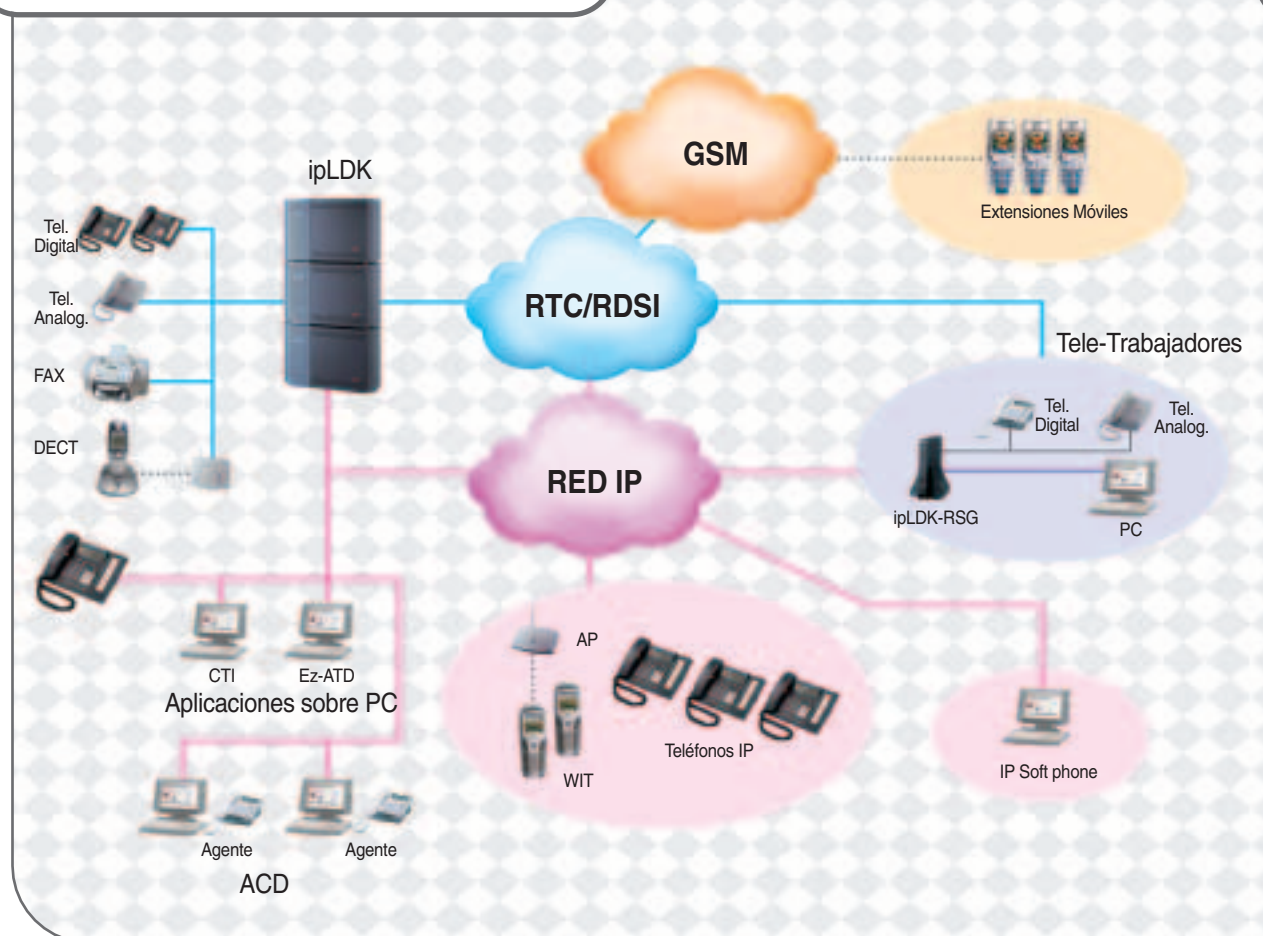 GSM
Extensiones Móviles
ipLDK
Tel.
Digital
Tel.
Analog.
FAX
DECT
RTC/RDSI
Tele-Trabajadores
Tel.
Digital
Tel.
Analog.
ipLDK-RSG
PC
RED IP
CTI
Ez-ATD
Aplicaciones sobre PC
AP
WIT
Teléfonos IP
IP Soft phone
Agente
Agente
ACD